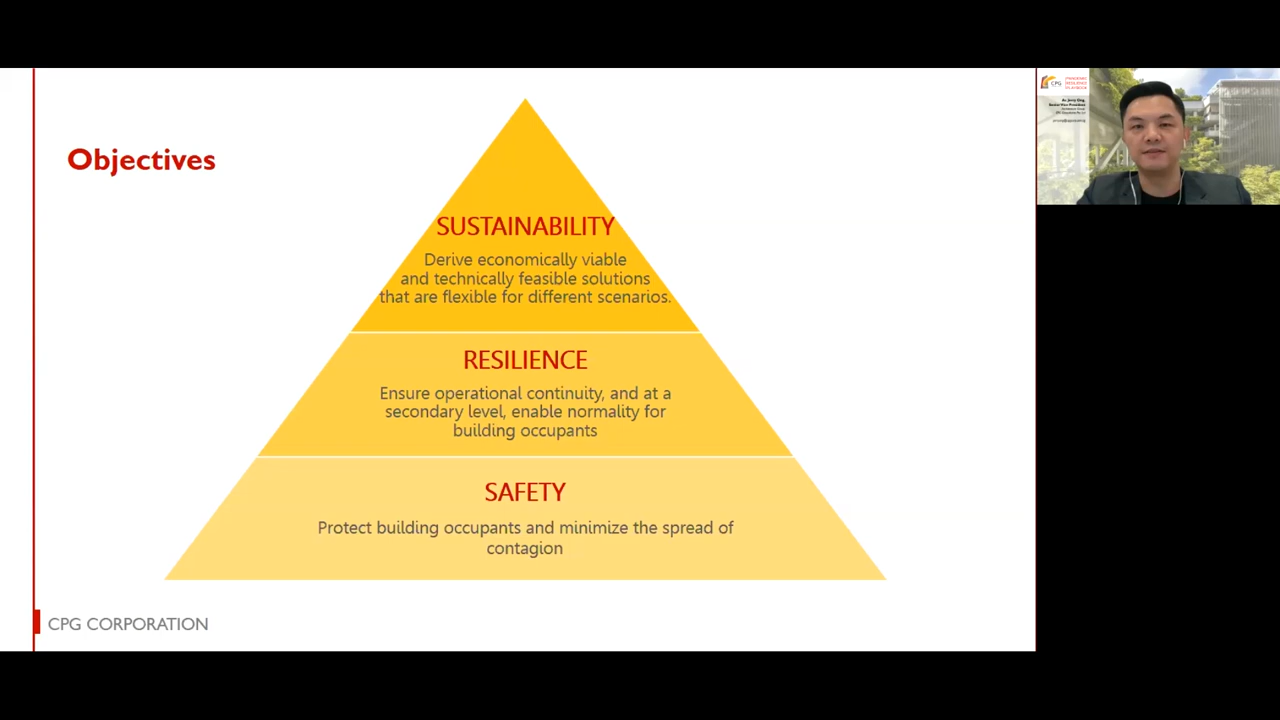 Objectives
SUSTAINABILITY
Derive economically viable
and technically feasible solutions
that are flexible for different scenarios.
RESILIENCE
Ensure operational continuity, and at a
secondary level, enable normality for
building occupants
SAFETY
Protect building occupants and minimize the spread of
contagion
CPG CORPORATION
CPG